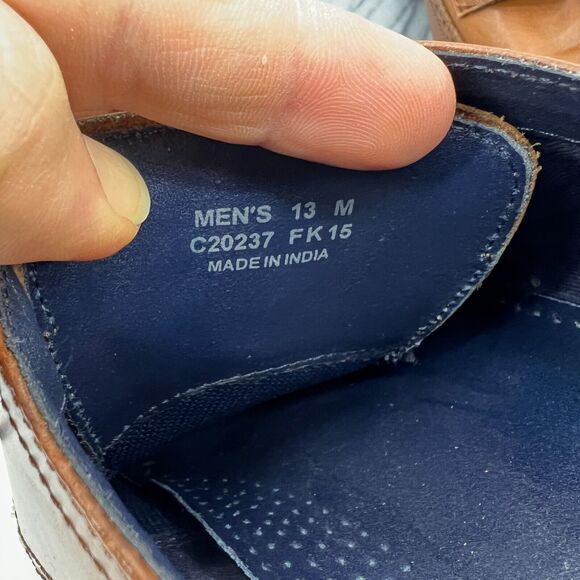 MEN'S 13 M
C20237 FK15
MADE IN INDIA